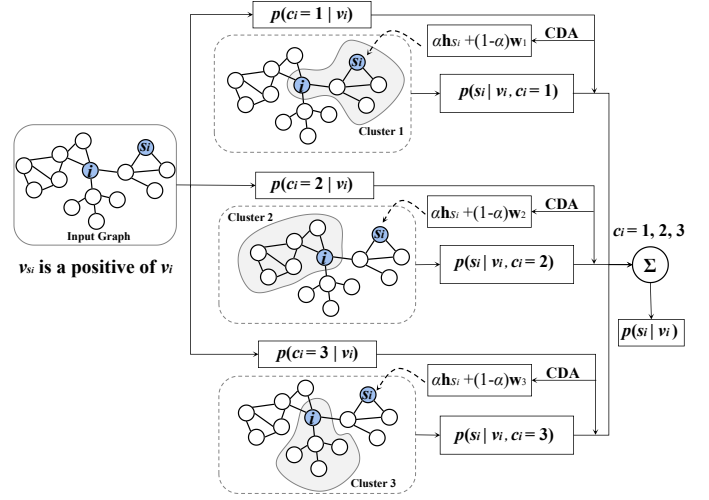 p(ci = 1 | vi)
si
i
Cluster 1
αhsi +(1-α)w1
CDA
p(si | vi, ci = 1)
si
i
Input Graph
vsi is a positive of vi
p(ci = 2 | vi)
Cluster 2
si
i
αhsi +(1-α)w2
CDA
p(si | vi, ci = 2)
ci = 1, 2, 3
Σ
p(si | vi)
p(ci = 3 | vi)
si
i
Cluster 3
αhsi +(1-α)w3
CDA
p(si | vi, ci = 3)